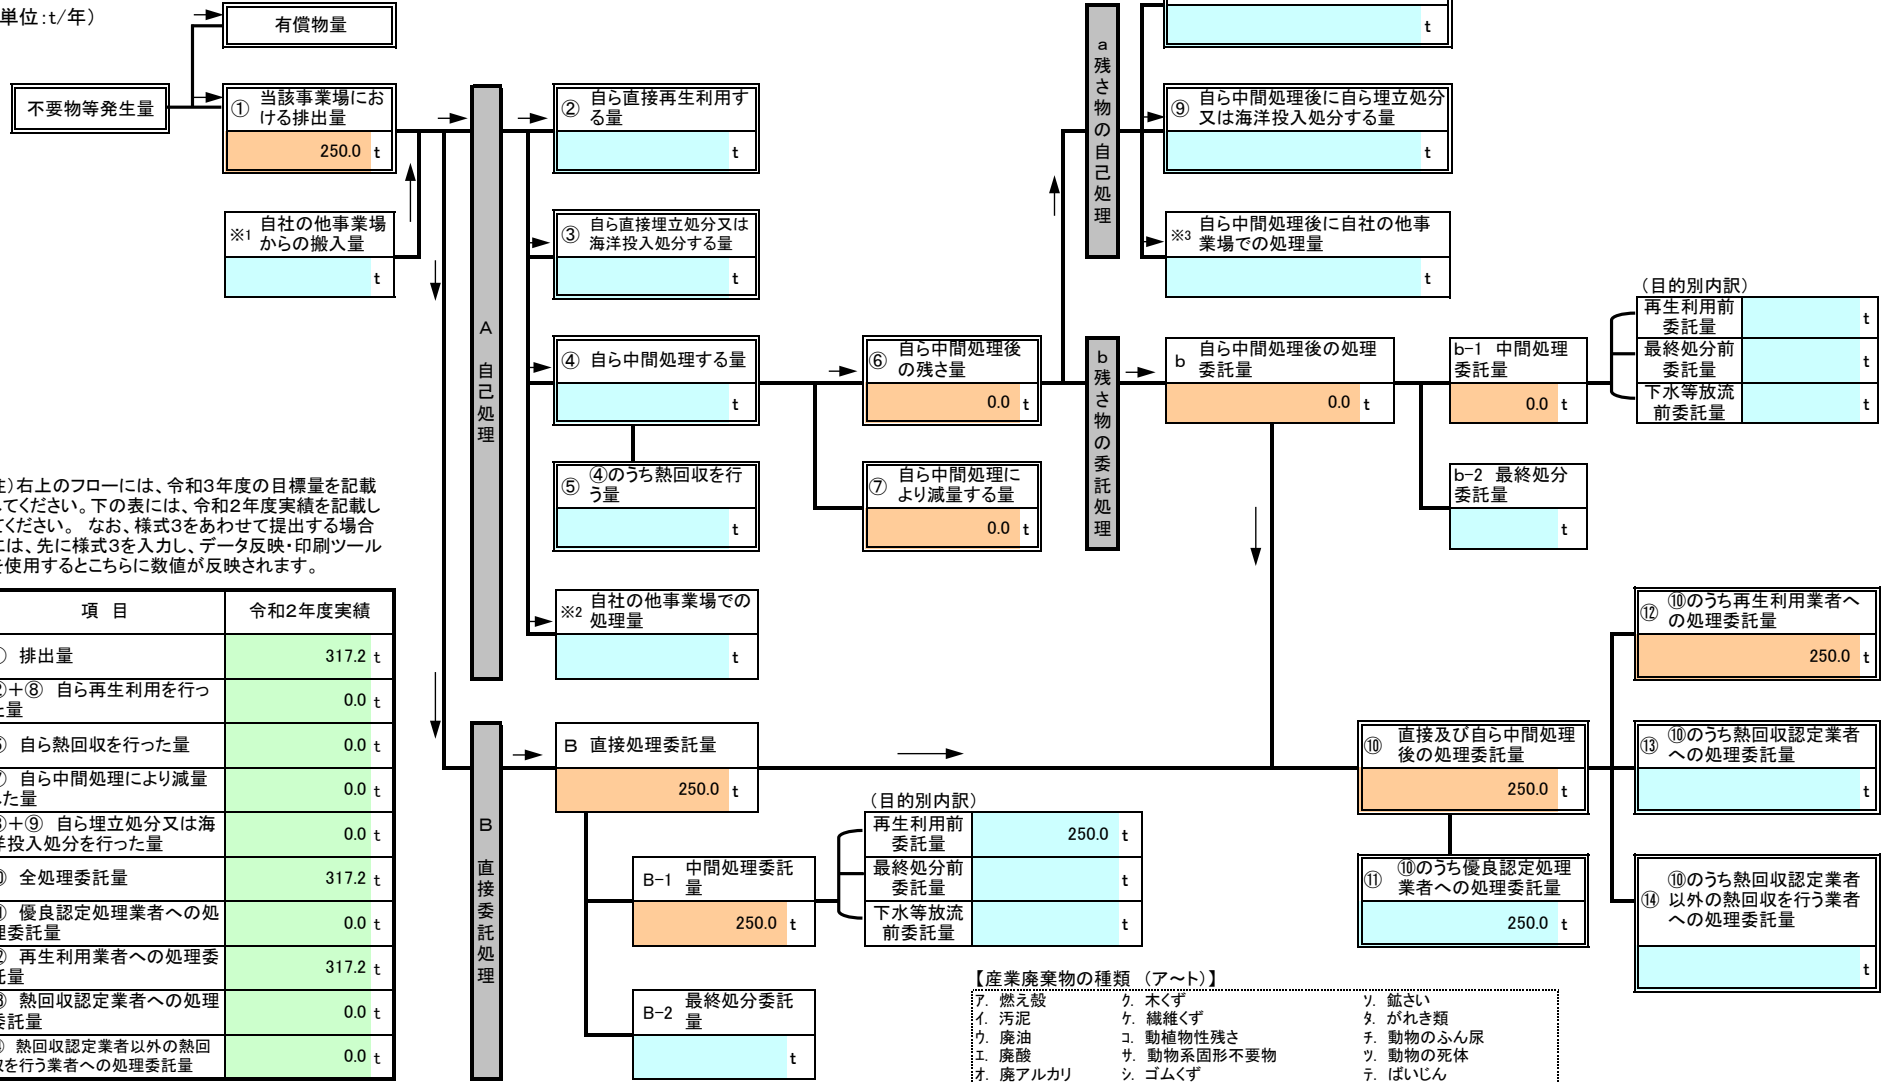 単位:t/年）
有償物量
不要物等発生量
① 当該事業場にお
ける排出量
250.0 t
※1 自社の他事業場
からの搬入量
t
A 自己処理
② 自ら直接再生利用す
る量
t
③ 自ら直接埋立処分又は
海洋投入処分する量
t
④ 自ら中間処理する量
t
⑤ ④のうち熱回収を行
う量
t
※2 自社の他事業場での
処理量
t
⑥ 自ら中間処理後
の残さ量
0.0 t
⑦ 自ら中間処理に
より減量する量
0.0 t
a残さ物の自己処理
t
⑨ 自ら中間処理後に自ら埋立処分
又は海洋投入処分する量
t
※3 自ら中間処理後に自社の他事
業場での処理量
t
b残さ物の委託処理
b 自ら中間処理後の処理
委託量
0.0 t
b-1 中間処理
委託量
0.0 t
（目的別内訳）
再生利用前
委託量
t
最終処分前
委託量
t
下水等放流
前委託量
t
b-2 最終処分
委託量
t
）右上のフローには、令和3年度の目標量を記載
してください。下の表には、令和2年度実績を記載し
てください。 なお、様式3をあわせて提出する場合
には、先に様式3を入力し、データ反映・印刷ツール
を使用するとこちらに数値が反映されます。
項 目 令和2年度実績
排出量 317.2 t
＋⑧ 自ら再生利用を行っ
た量 0.0 t
自ら熱回収を行った量 0.0 t
自ら中間処理により減量
した量 0.0 t
＋⑨ 自ら埋立処分又は海
洋投入処分を行った量 0.0 t
全処理委託量 317.2 t
優良認定処理業者への処
理委託量 0.0 t
再生利用業者への処理委
託量 317.2 t
熱回収認定業者への処理
委託量 0.0 t
熱回収認定業者以外の熱回
収を行う業者への処理委託量 0.0 t
B 直接委託処理
B 直接処理委託量
250.0 t
B-1 中間処理委託
量
250.0 t
（目的別内訳）
再生利用前
委託量
250.0 t
最終処分前
委託量
t
下水等放流
前委託量
t
B-2 最終処分委託
量
t
⑩ 直接及び自ら中間処理
後の処理委託量
250.0 t
⑪ ⑩のうち優良認定処理
業者への処理委託量
250.0 t
⑫ ⑩のうち再生利用業者へ
の処理委託量
250.0 t
⑬ ⑩のうち熱回収認定業者
への処理委託量
t
⑭ ⑩のうち熱回収認定業者
以外の熱回収を行う業者
への処理委託量
t
【産業廃棄物の種類 （ア～ト）】
ア. 燃え殻 ク. 木くず ソ. 鉱さい
イ. 汚泥 ケ. 繊維くず タ. がれき類
ウ. 廃油 コ. 動植物性残さ チ. 動物のふん尿
エ. 廃酸 サ. 動物系固形不要物 ツ. 動物の死体
オ. 廃アルカリ シ. ゴムくず テ. ばいじん